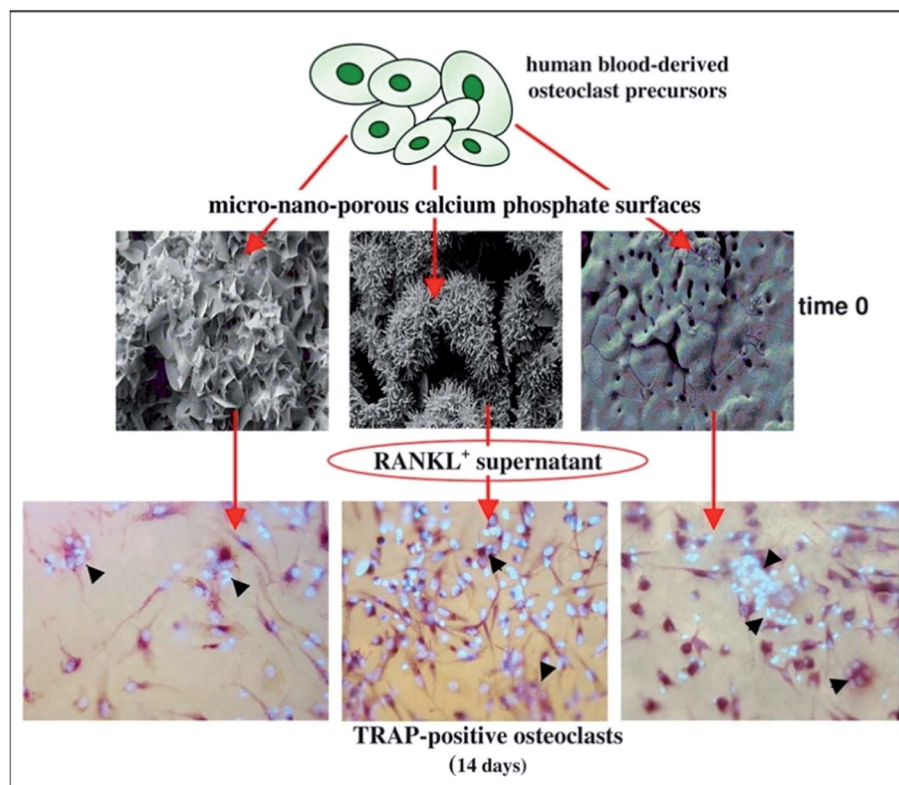 human blood-derived
osteoclast precursors
micro-nano-porous calcium phosphate surfaces
time 0
RANKL⁺ supernatant
TRAP-positive osteoclasts
(14 days)